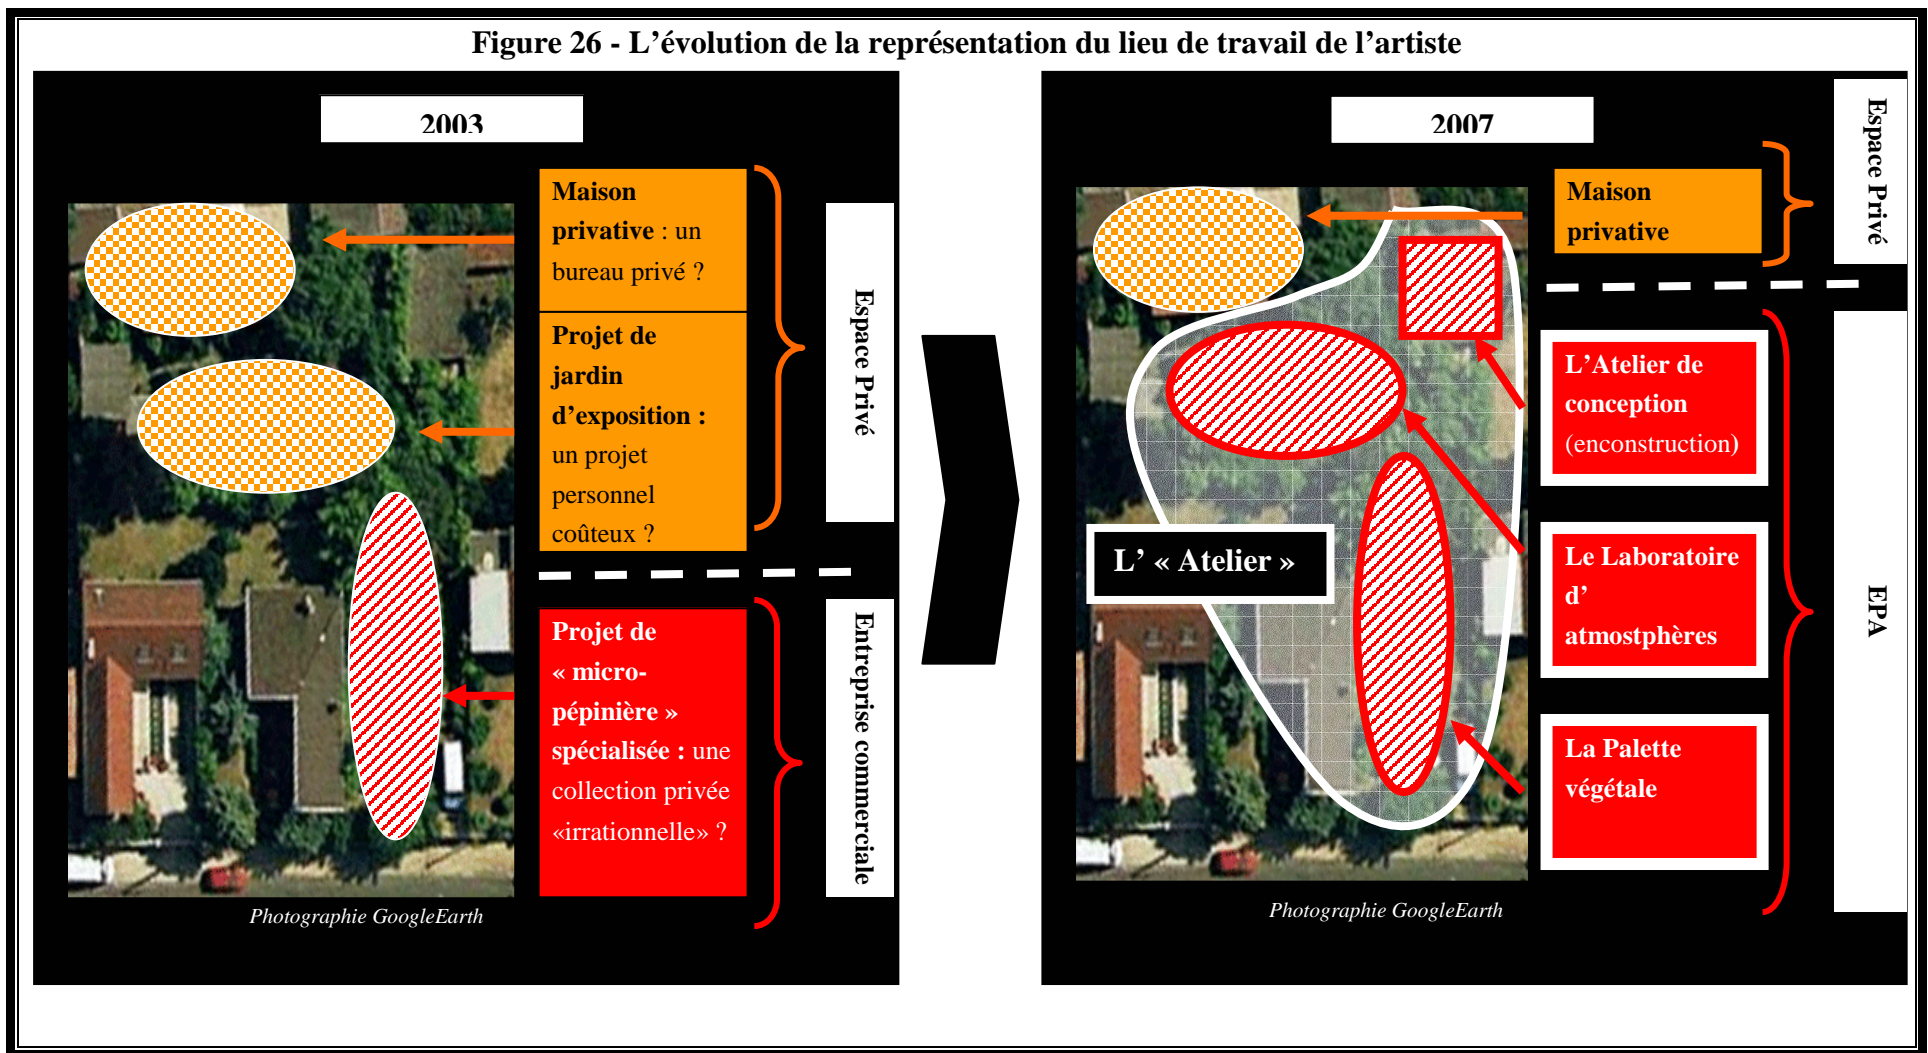 Figure 26 - L’évolution de la représentation du lieu de travail de l’artiste
2003
Maison
privative : un
bureau privé ?
Projet de
jardin
d’exposition :
un projet
personnel
coûteux ?
Espace Privé
Projet de
« micro-
pépinière »
spécialisée : une
collection privée
«irrationnelle» ?
Entreprise commerciale
Photographie GoogleEarth
2007
Maison
privative
Espace Privé
L’Atelier de
conception
(enconstruction)
Le Laboratoire
d’
atmostphères
La Palette
végétale
EPA
L’ « Atelier »
Photographie GoogleEarth